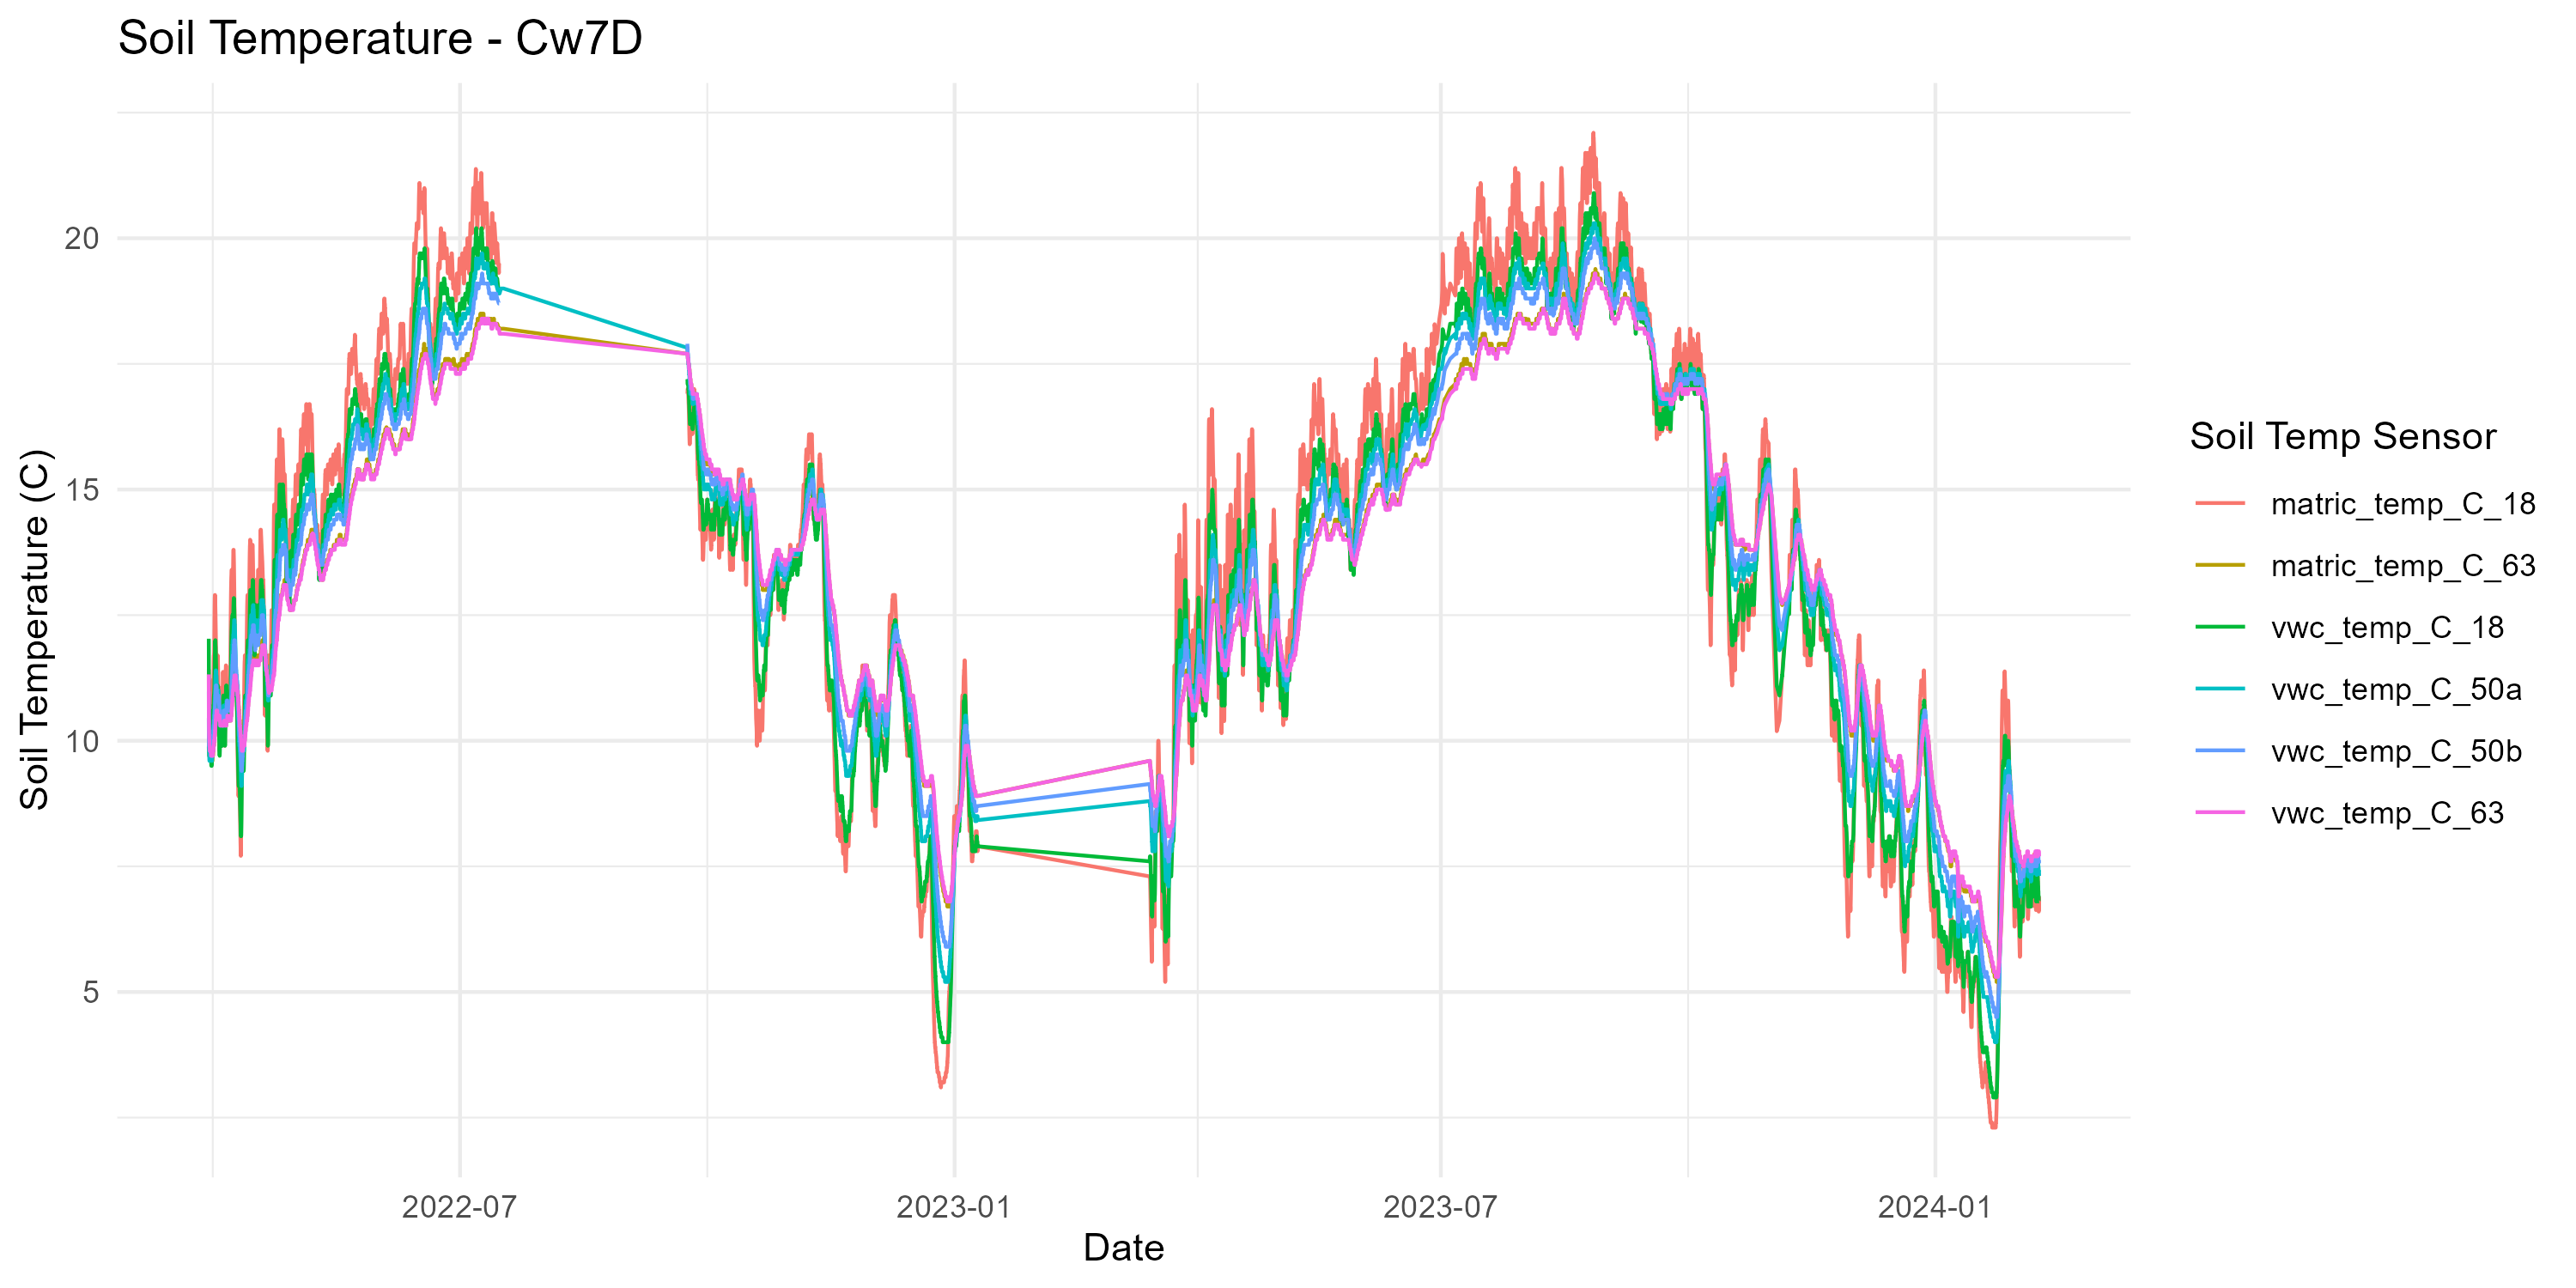 Soil Temperature - Cw7D
20
15
10
5
Soil Temperature (C)
2022-07
2023-01
2023-07
2024-01
Date
Soil Temp Sensor
matric_temp_C_18
matric_temp_C_63
vwc_temp_C_18
vwc_temp_C_50a
vwc_temp_C_50b
vwc_temp_C_63